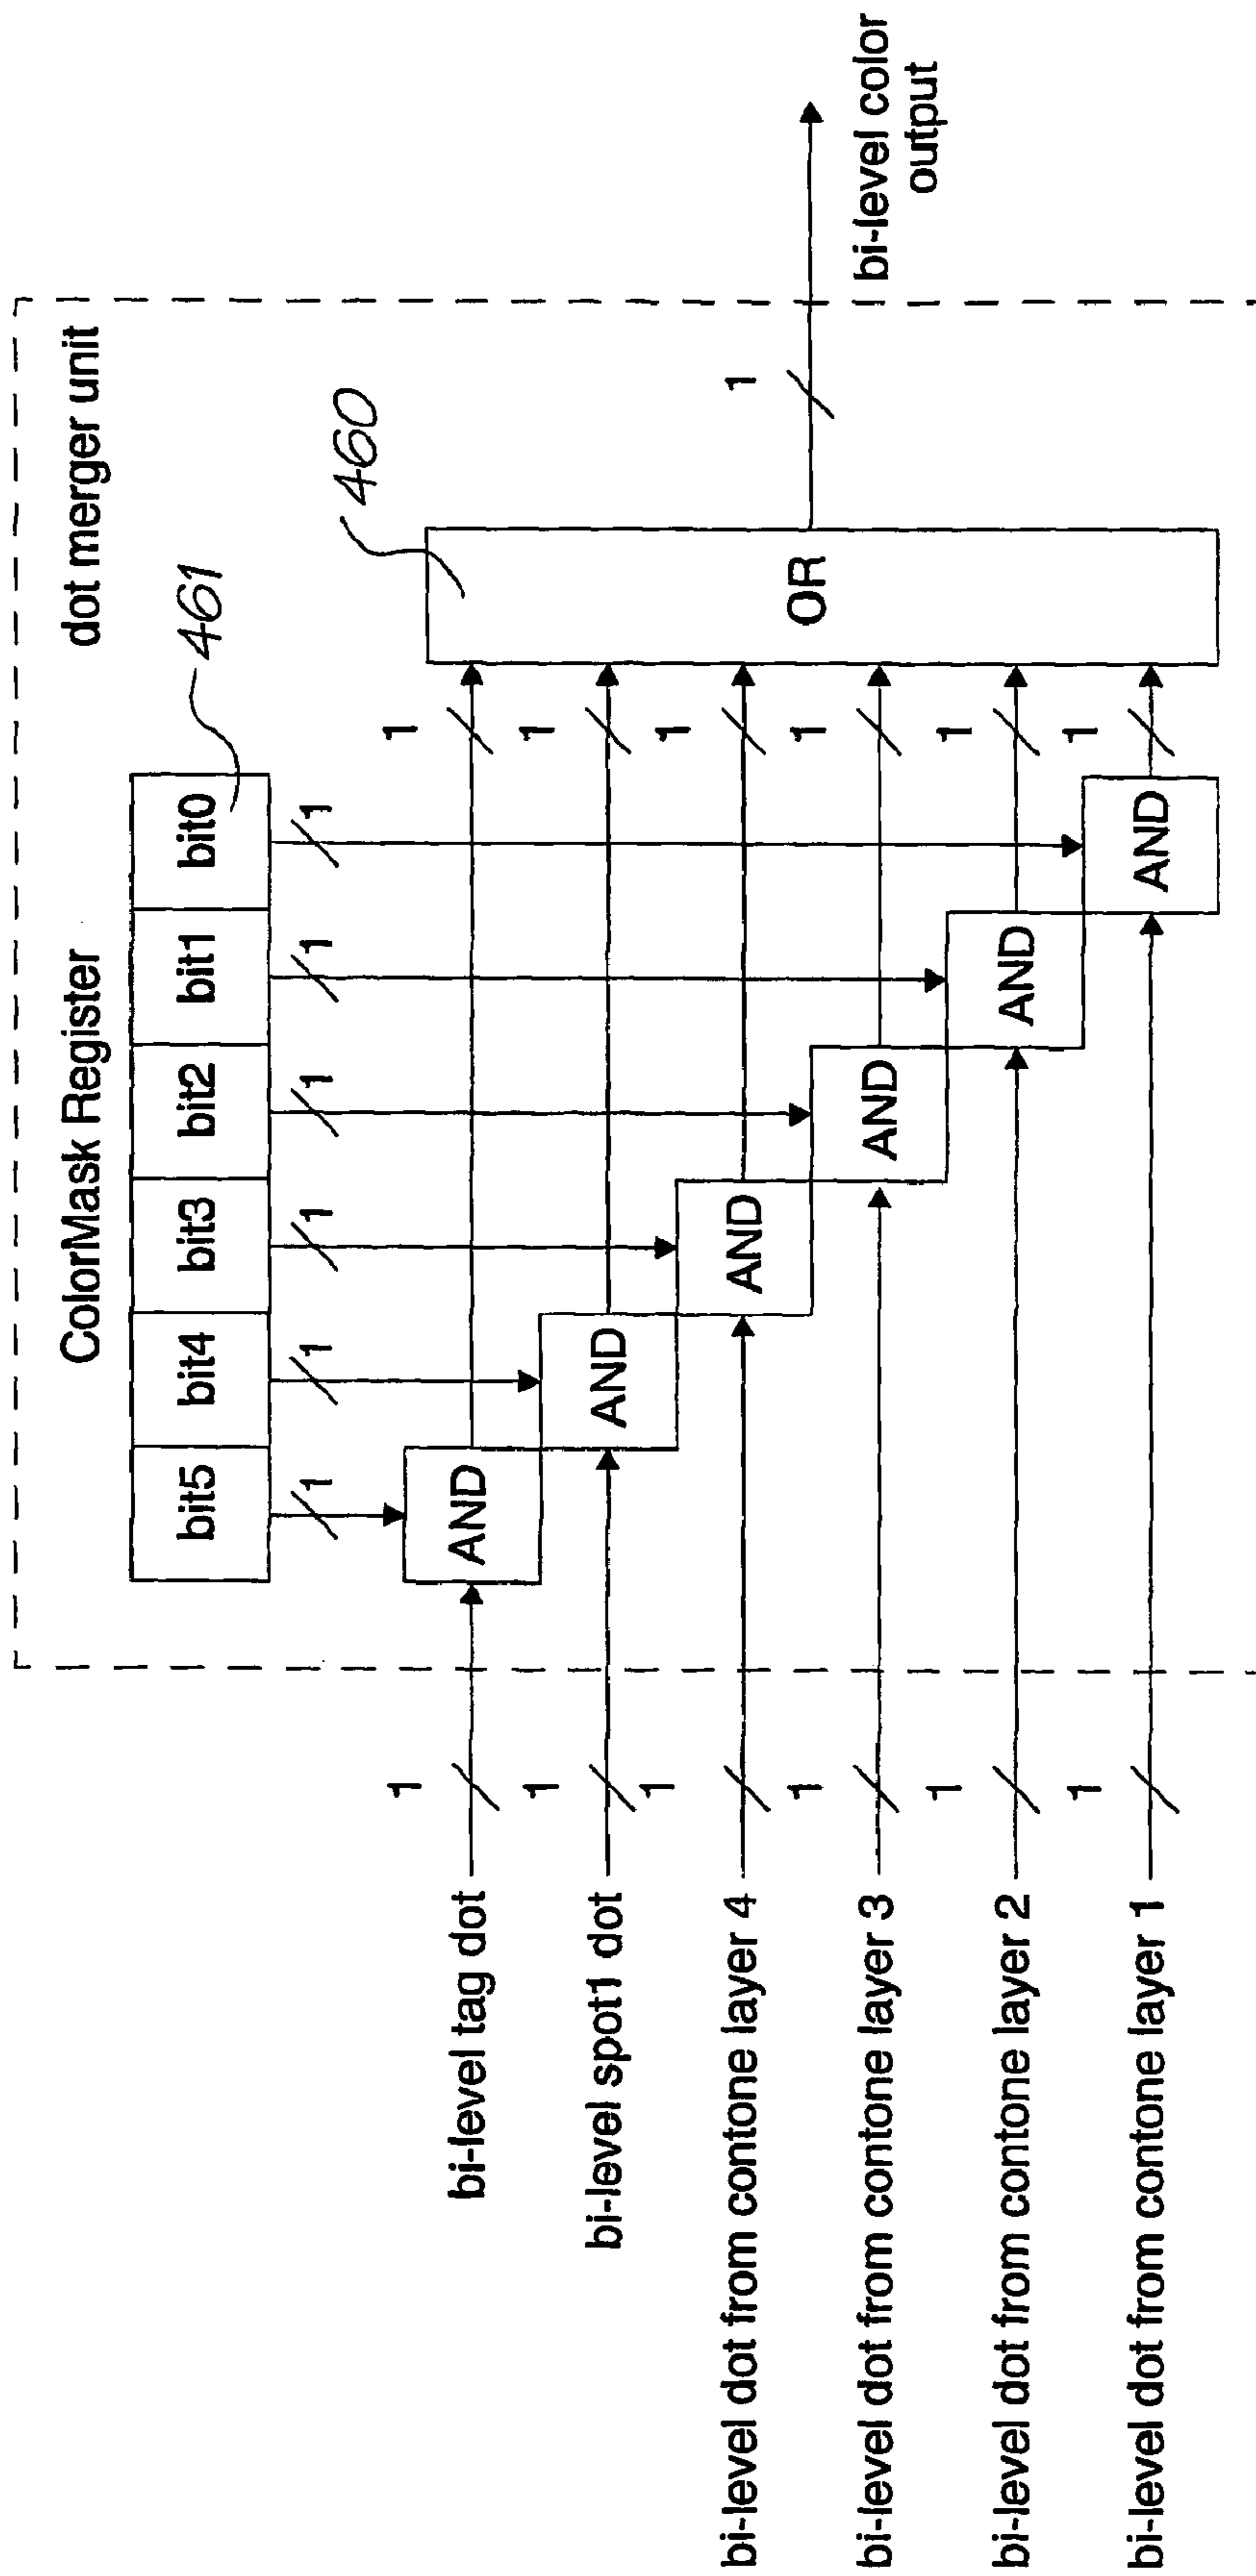 dot merger unit
ColorMask Register
bit5 bit4 bit3 bit2 bit1 bit0
461
1 1 1 1 1 1
460
bi-level tag dot
1
AND
1
bi-level spot1 dot
1
AND
1
bi-level dot from contone layer 4
1
AND
1
bi-level dot from contone layer 3
1
AND
1
bi-level dot from contone layer 2
1
AND
1
bi-level dot from contone layer 1
1
AND
1
OR
1
bi-level color
output